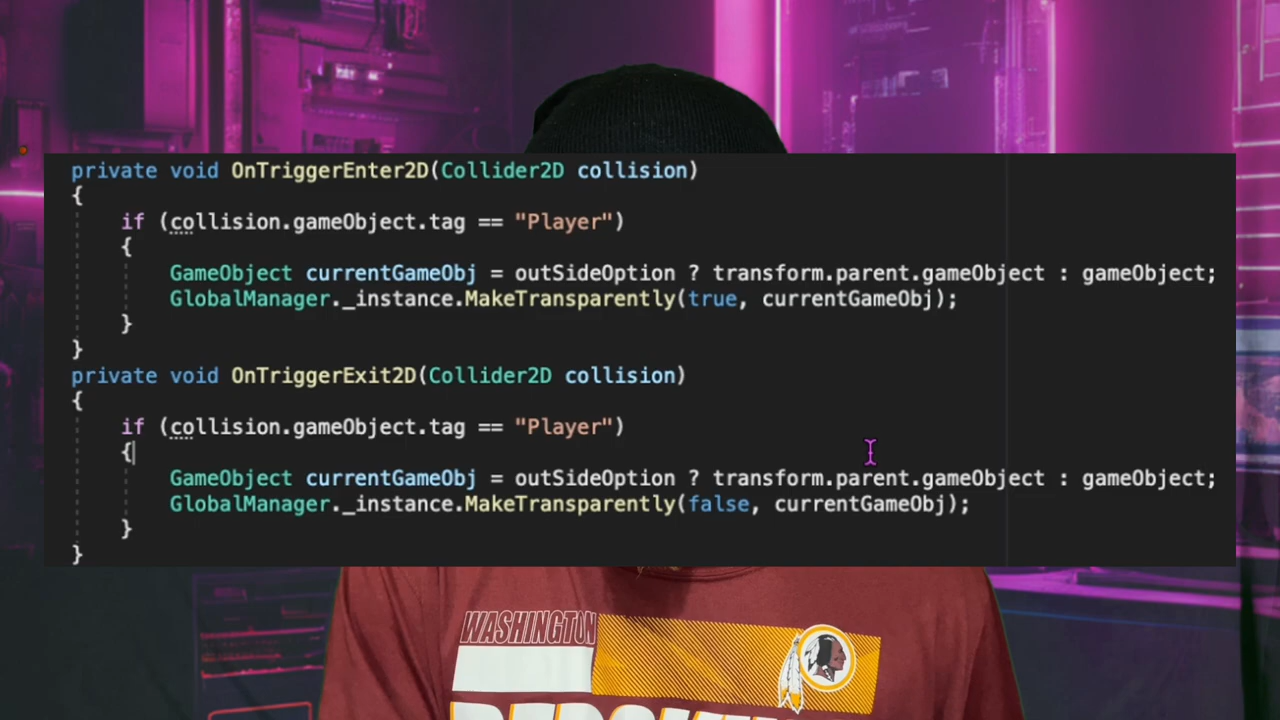 private void OnTriggerEnter2D(Collider2D collision)
{
if (collision.gameObject.tag == "Player")
{
GameObject currentGameObj = outSideOption ? transform.parent.gameObject : gameObject;
GlobalManager._instance.MakeTransparently(true, currentGameObj);
}
}
private void OnTriggerExit2D(Collider2D collision)
{
if (collision.gameObject.tag == "Player")
{
GameObject currentGameObj = outSideOption ? transform.parent.gameObject : gameObject;
GlobalManager._instance.MakeTransparently(false, currentGameObj);
}
}
WASHINGTON